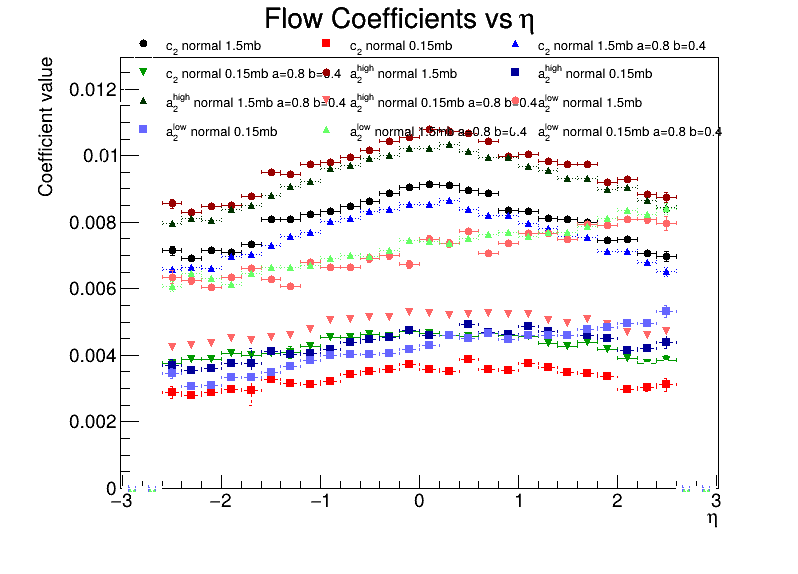 Flow Coefficients vs η
c2 normal 1.5mb c2 normal 0.15mb c2 normal 1.5mb a=0.8 b=0.4
c2 normal 0.15mb a=0.8 b=0.4 a2high normal 1.5mb a2high normal 0.15mb
a2high normal 1.5mb a=0.8 b=0.4 a2high normal 0.15mb a=0.8 b=0.4 a2low normal 1.5mb
a2low normal 0.15mb a2low normal 1.5mb a=0.8 b=0.4 a2low normal 0.15mb a=0.8 b=0.4
Coefficient value
0.012
0.01
0.008
0.006
0.004
0.002
0
−3 −2 −1 0 1 2 3
η